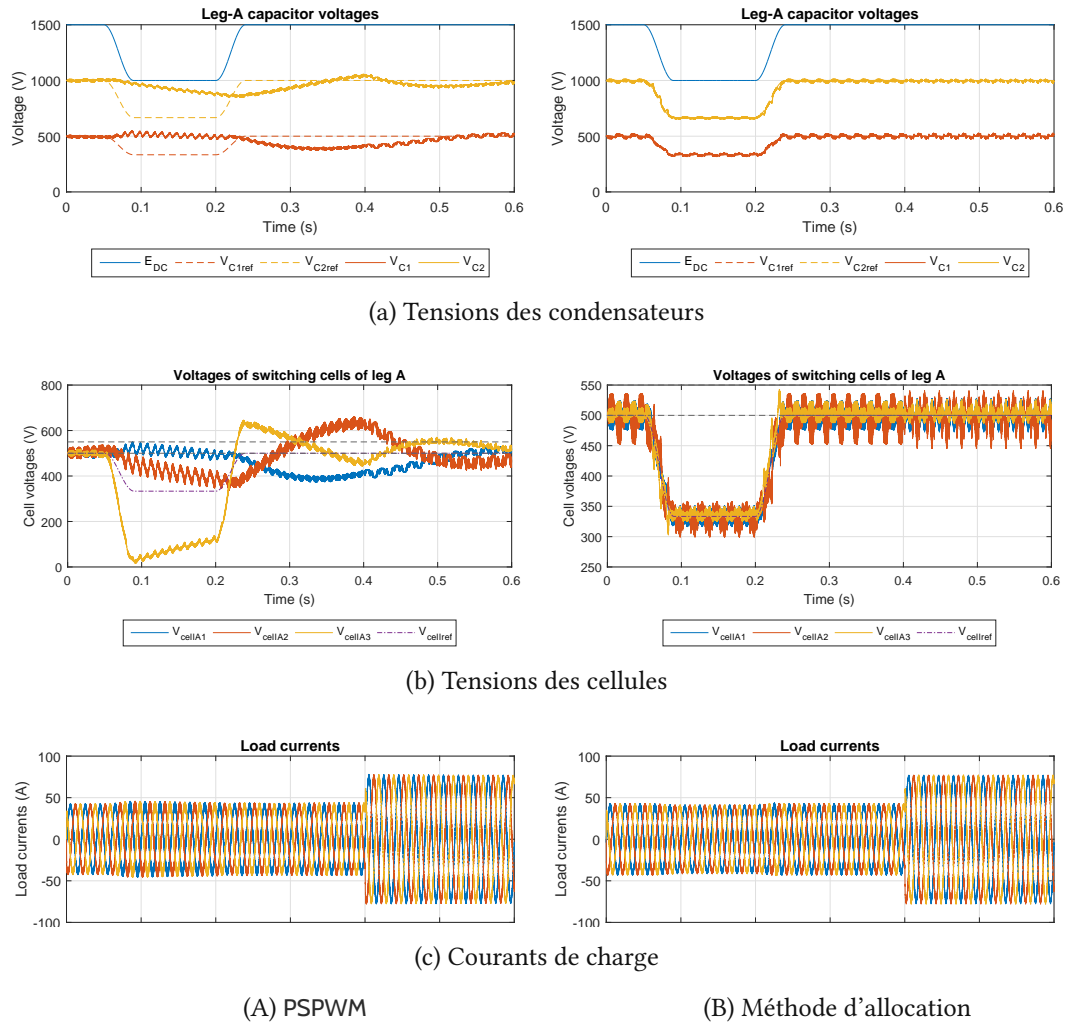 Leg-A capacitor voltages
Voltage (V)
1500
1000
500
0
0 0.1 0.2 0.3 0.4 0.5 0.6
Time (s)
E_DC V_C1ref V_C2ref V_C1 V_C2
Leg-A capacitor voltages
Voltage (V)
1500
1000
500
0
0 0.1 0.2 0.3 0.4 0.5 0.6
Time (s)
E_DC V_C1ref V_C2ref V_C1 V_C2
(a) Tensions des condensateurs
Voltages of switching cells of leg A
Cell voltages (V)
800
600
400
200
0
0 0.1 0.2 0.3 0.4 0.5 0.6
Time (s)
V_cellA1 V_cellA2 V_cellA3 V_cellref
Voltages of switching cells of leg A
Cell voltages (V)
550
500
450
400
350
300
250
0 0.1 0.2 0.3 0.4 0.5 0.6
Time (s)
V_cellA1 V_cellA2 V_cellA3 V_cellref
(b) Tensions des cellules
Load currents
Load currents (A)
100
50
0
-50
-100
Load currents
Load currents (A)
100
50
0
-50
-100
(c) Courants de charge
(A) PSPWM
(B) Méthode d'allocation